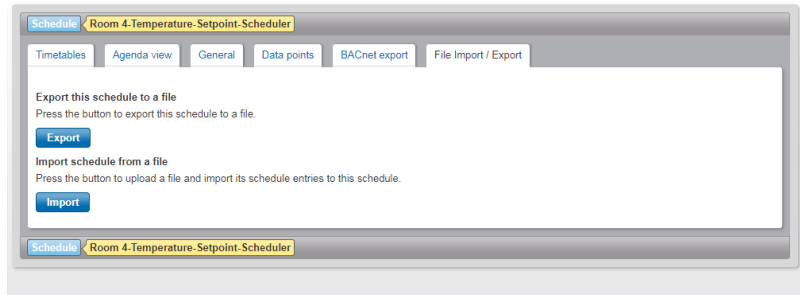 Schedule Room 4-Temperature-Setpoint-Scheduler
Timetables Agenda view General Data points BACnet export File Import / Export
Export this schedule to a file
Press the button to export this schedule to a file.
Export
Import schedule from a file
Press the button to upload a file and import its schedule entries to this schedule.
Import
Schedule Room 4-Temperature-Setpoint-Scheduler